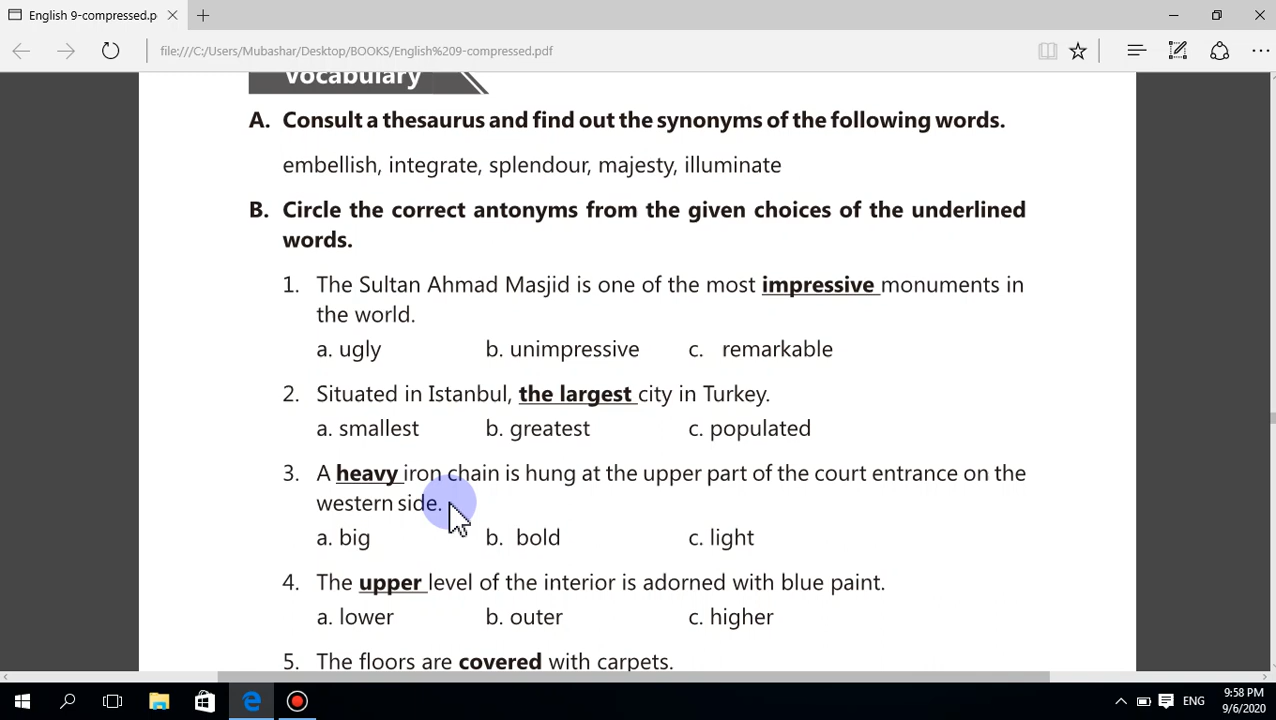 English 9-compressed.p
file:///C:/Users/Mubashar/Desktop/BOOKS/English%209-compressed.pdf
Vocabulary
A. Consult a thesaurus and find out the synonyms of the following words.
embellish, integrate, splendour, majesty, illuminate
B. Circle the correct antonyms from the given choices of the underlined
words.
1. The Sultan Ahmad Masjid is one of the most impressive monuments in
the world.
a. ugly b. unimpressive c. remarkable
2. Situated in Istanbul, the largest city in Turkey.
a. smallest b. greatest c. populated
3. A heavy iron chain is hung at the upper part of the court entrance on the
western side.
a. big b. bold c. light
4. The upper level of the interior is adorned with blue paint.
a. lower b. outer c. higher
5. The floors are covered with carpets.
ENG
9:58 PM
9/6/2020